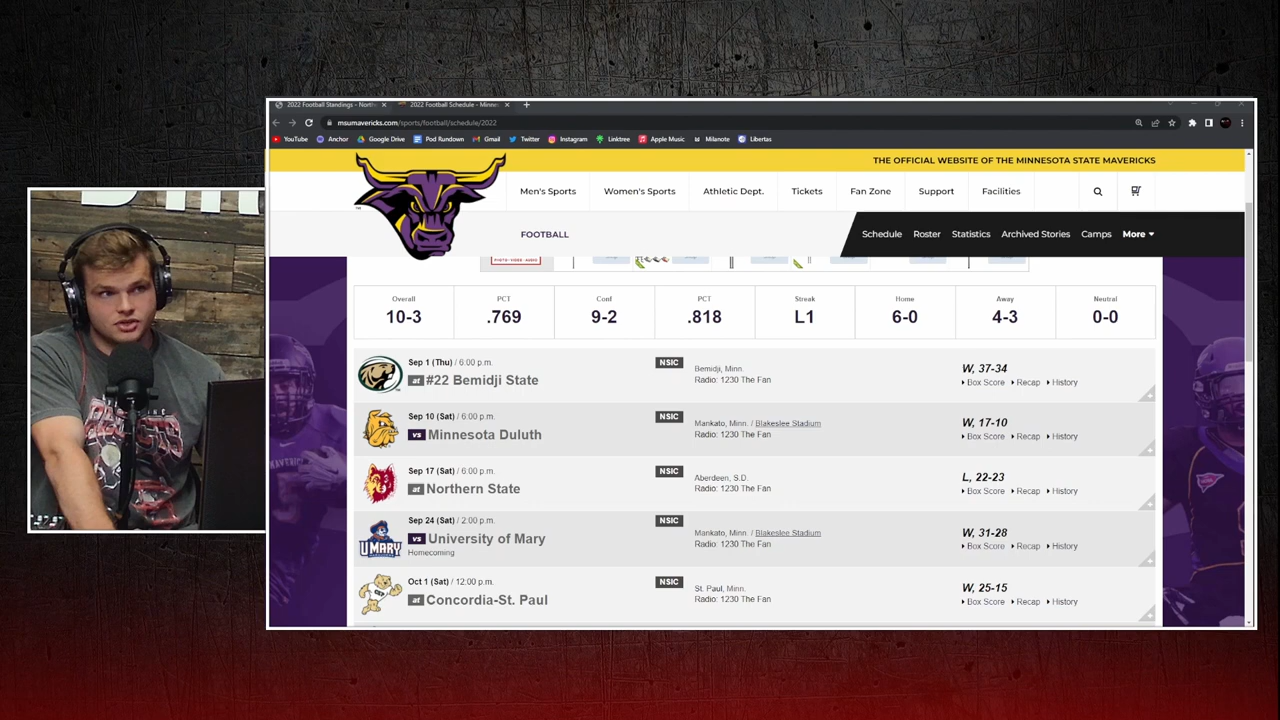 2022 Football Standings - North
2022 Football Schedule - Minnes
msumavericks.com/sports/football/schedule/2022
YouTube Anchor Google Drive Pod Rundown Gmail Twitter Instagram Linktree Apple Music Milanote Libertas
THE OFFICIAL WEBSITE OF THE MINNESOTA STATE MAVERICKS
Men's Sports Women's Sports Athletic Dept. Tickets Fan Zone Support Facilities
FOOTBALL
Schedule Roster Statistics Archived Stories Camps More
Overall PCT Conf PCT Streak Home Away Neutral
10-3 .769 9-2 .818 L1 6-0 4-3 0-0
Sep 1 (Thu) / 6:00 p.m.
at #22 Bemidji State
NSIC
Bemidji, Minn.
Radio: 1230 The Fan
W, 37-34
Box Score Recap History
Sep 10 (Sat) / 6:00 p.m.
vs Minnesota Duluth
NSIC
Mankato, Minn. / Blakeslee Stadium
Radio: 1230 The Fan
W, 17-10
Box Score Recap History
Sep 17 (Sat) / 6:00 p.m.
at Northern State
NSIC
Aberdeen, S.D.
Radio: 1230 The Fan
L, 22-23
Box Score Recap History
Sep 24 (Sat) / 2:00 p.m.
vs University of Mary
Homecoming
UMARY
NSIC
Mankato, Minn. / Blakeslee Stadium
Radio: 1230 The Fan
W, 31-28
Box Score Recap History
Oct 1 (Sat) / 12:00 p.m.
at Concordia-St. Paul
NSIC
St. Paul, Minn.
Radio: 1230 The Fan
W, 25-15
Box Score Recap History